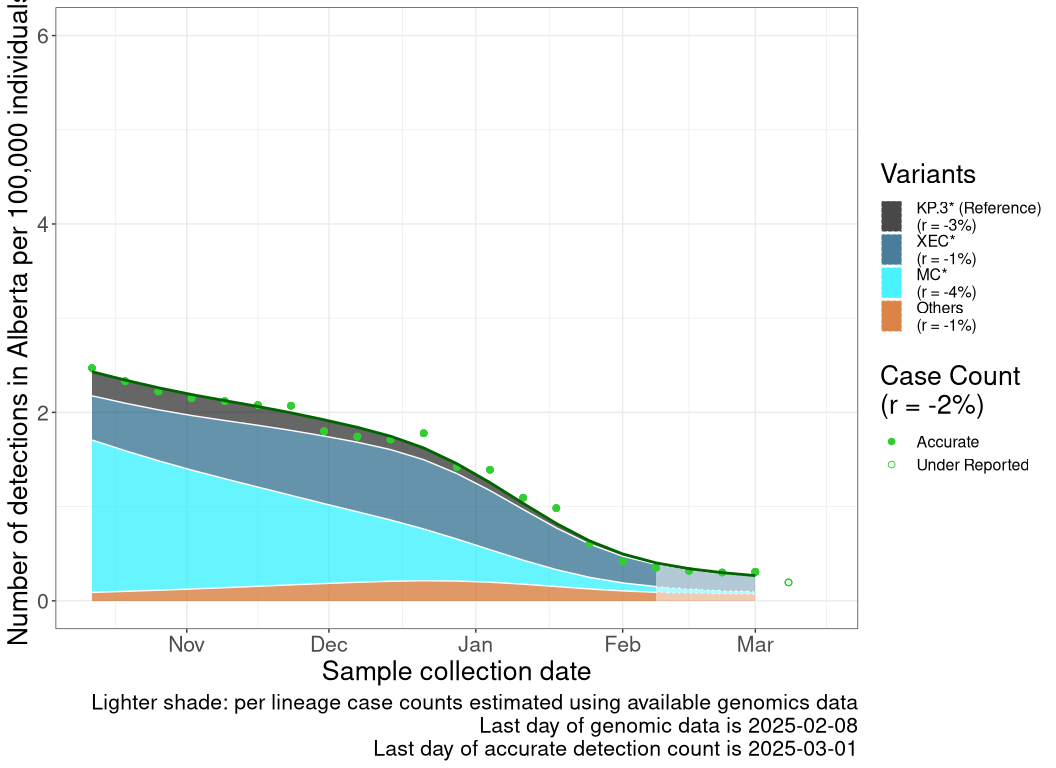 Number of detections in Alberta per 100,000 individuals
6
4
2
0
Nov Dec Jan Feb Mar
Sample collection date
Lighter shade: per lineage case counts estimated using available genomics data
Last day of genomic data is 2025-02-08
Last day of accurate detection count is 2025-03-01
Variants
KP.3* (Reference)
(r = -3%)
XEC*
(r = -1%)
MC*
(r = -4%)
Others
(r = -1%)
Case Count
(r = -2%)
Accurate
Under Reported